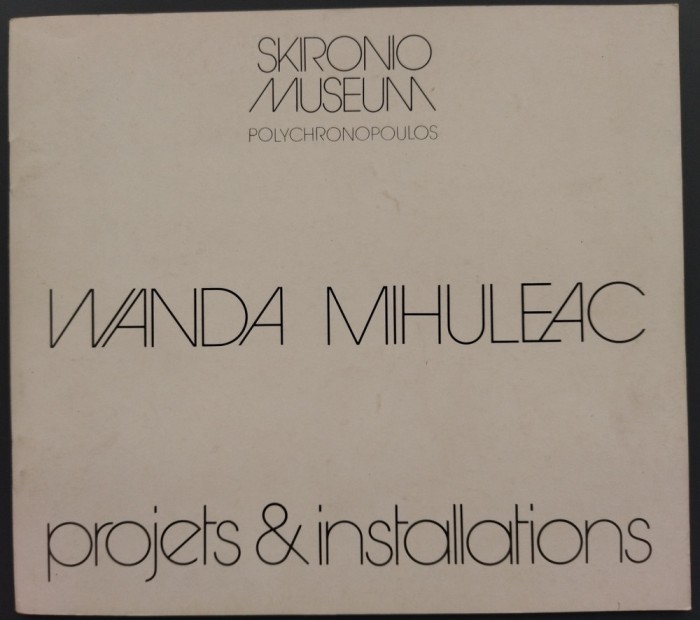 SKIRONIO
MUSEUM
POLYCHRONOPOULOS
WANDA MIHULEAC
projets & installations